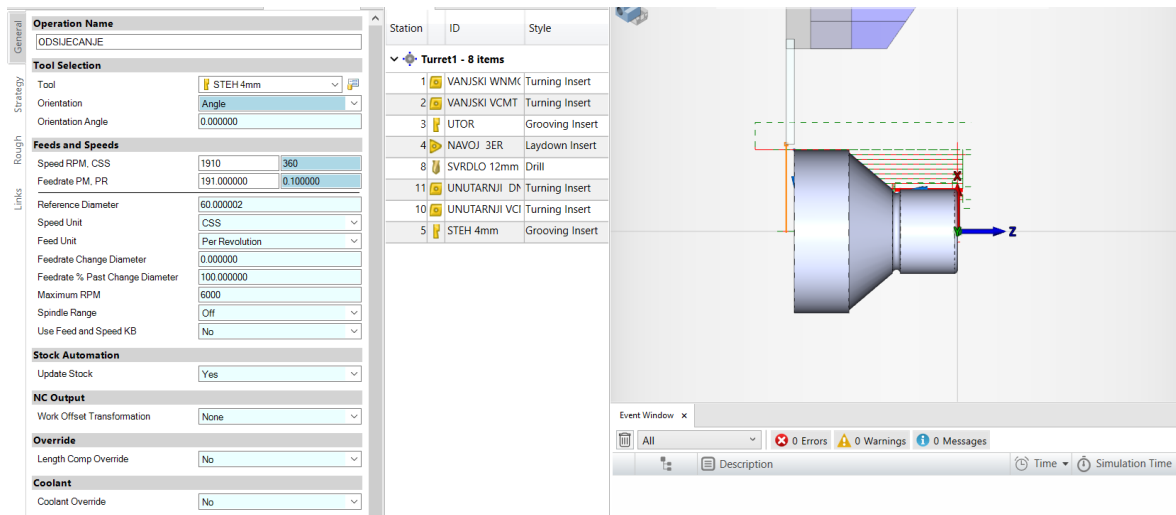 General
Strategy
Rough
Links
Operation Name
ODSIJECANJE
Tool Selection
Tool STEH 4mm
Orientation Angle
Orientation Angle 0.000000
Feeds and Speeds
Speed RPM, CSS 1910 360
Feedrate PM, PR 191.000000 0.100000
Reference Diameter 60.000002
Speed Unit CSS
Feed Unit Per Revolution
Feedrate Change Diameter 0.000000
Feedrate % Past Change Diameter 100.000000
Maximum RPM 6000
Spindle Range Off
Use Feed and Speed KB No
Stock Automation
Update Stock Yes
NC Output
Work Offset Transformation None
Override
Length Comp Override No
Coolant
Coolant Override No
Station ID Style
Turret1 - 8 items
1 VANJSKI WNMG Turning Insert
2 VANJSKI VCMT Turning Insert
3 UTOR Grooving Insert
4 NAVOJ 3ER Laydown Insert
8 SVRDLO 12mm Drill
11 UNUTARNJI DN Turning Insert
10 UNUTARNJI VCI Turning Insert
5 STEH 4mm Grooving Insert
X
Z
Event Window x
All 0 Errors 0 Warnings 0 Messages
Description Time Simulation Time